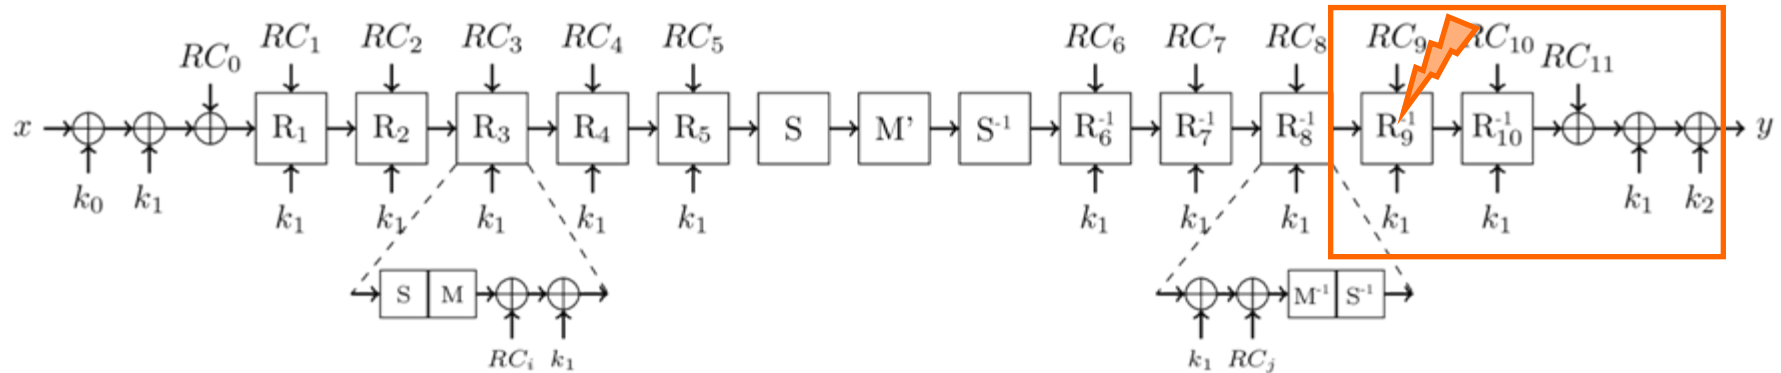 RC₁ RC₂ RC₃ RC₄ RC₅ RC₆ RC₇ RC₈ RC₉ RC₁₀
RC₀ RC₁₁
x R₁ R₂ R₃ R₄ R₅ S M' S⁻¹ R₆⁻¹ R₇⁻¹ R₈⁻¹ R₉⁻¹ R₁₀⁻¹ y
k₀ k₁ k₁ k₂
k₁ k₁ k₁ k₁ k₁ k₁ k₁ k₁ k₁ k₁
S M M⁻¹ S⁻¹
RCᵢ k₁ k₁ RCⱼ